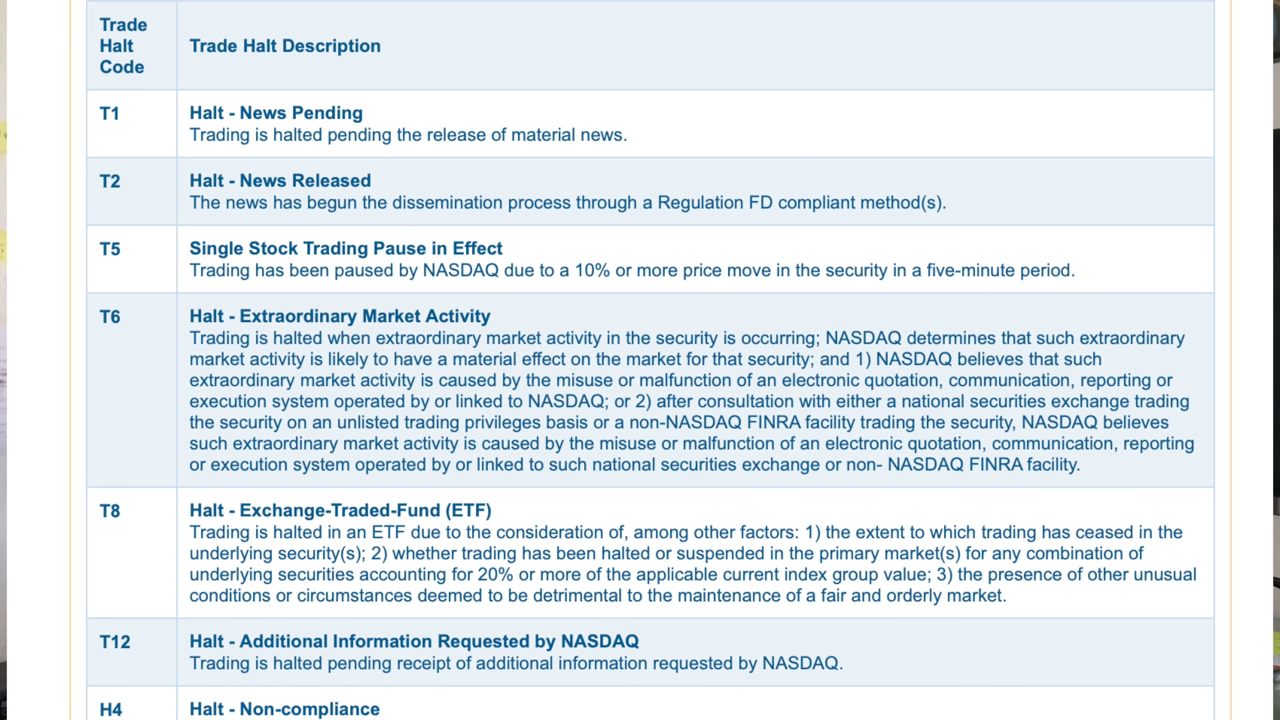 Trade
Halt
Code
Trade Halt Description
T1
Halt - News Pending
Trading is halted pending the release of material news.
T2
Halt - News Released
The news has begun the dissemination process through a Regulation FD compliant method(s).
T5
Single Stock Trading Pause in Effect
Trading has been paused by NASDAQ due to a 10% or more price move in the security in a five-minute period.
T6
Halt - Extraordinary Market Activity
Trading is halted when extraordinary market activity in the security is occurring; NASDAQ determines that such extraordinary
market activity is likely to have a material effect on the market for that security; and 1) NASDAQ believes that such
extraordinary market activity is caused by the misuse or malfunction of an electronic quotation, communication, reporting or
execution system operated by or linked to NASDAQ; or 2) after consultation with either a national securities exchange trading
the security on an unlisted trading privileges basis or a non-NASDAQ FINRA facility trading the security, NASDAQ believes
such extraordinary market activity is caused by the misuse or malfunction of an electronic quotation, communication, reporting
or execution system operated by or linked to such national securities exchange or non- NASDAQ FINRA facility.
T8
Halt - Exchange-Traded-Fund (ETF)
Trading is halted in an ETF due to the consideration of, among other factors: 1) the extent to which trading has ceased in the
underlying security(s); 2) whether trading has been halted or suspended in the primary market(s) for any combination of
underlying securities accounting for 20% or more of the applicable current index group value; 3) the presence of other unusual
conditions or circumstances deemed to be detrimental to the maintenance of a fair and orderly market.
T12
Halt - Additional Information Requested by NASDAQ
Trading is halted pending receipt of additional information requested by NASDAQ.
H4
Halt - Non-compliance